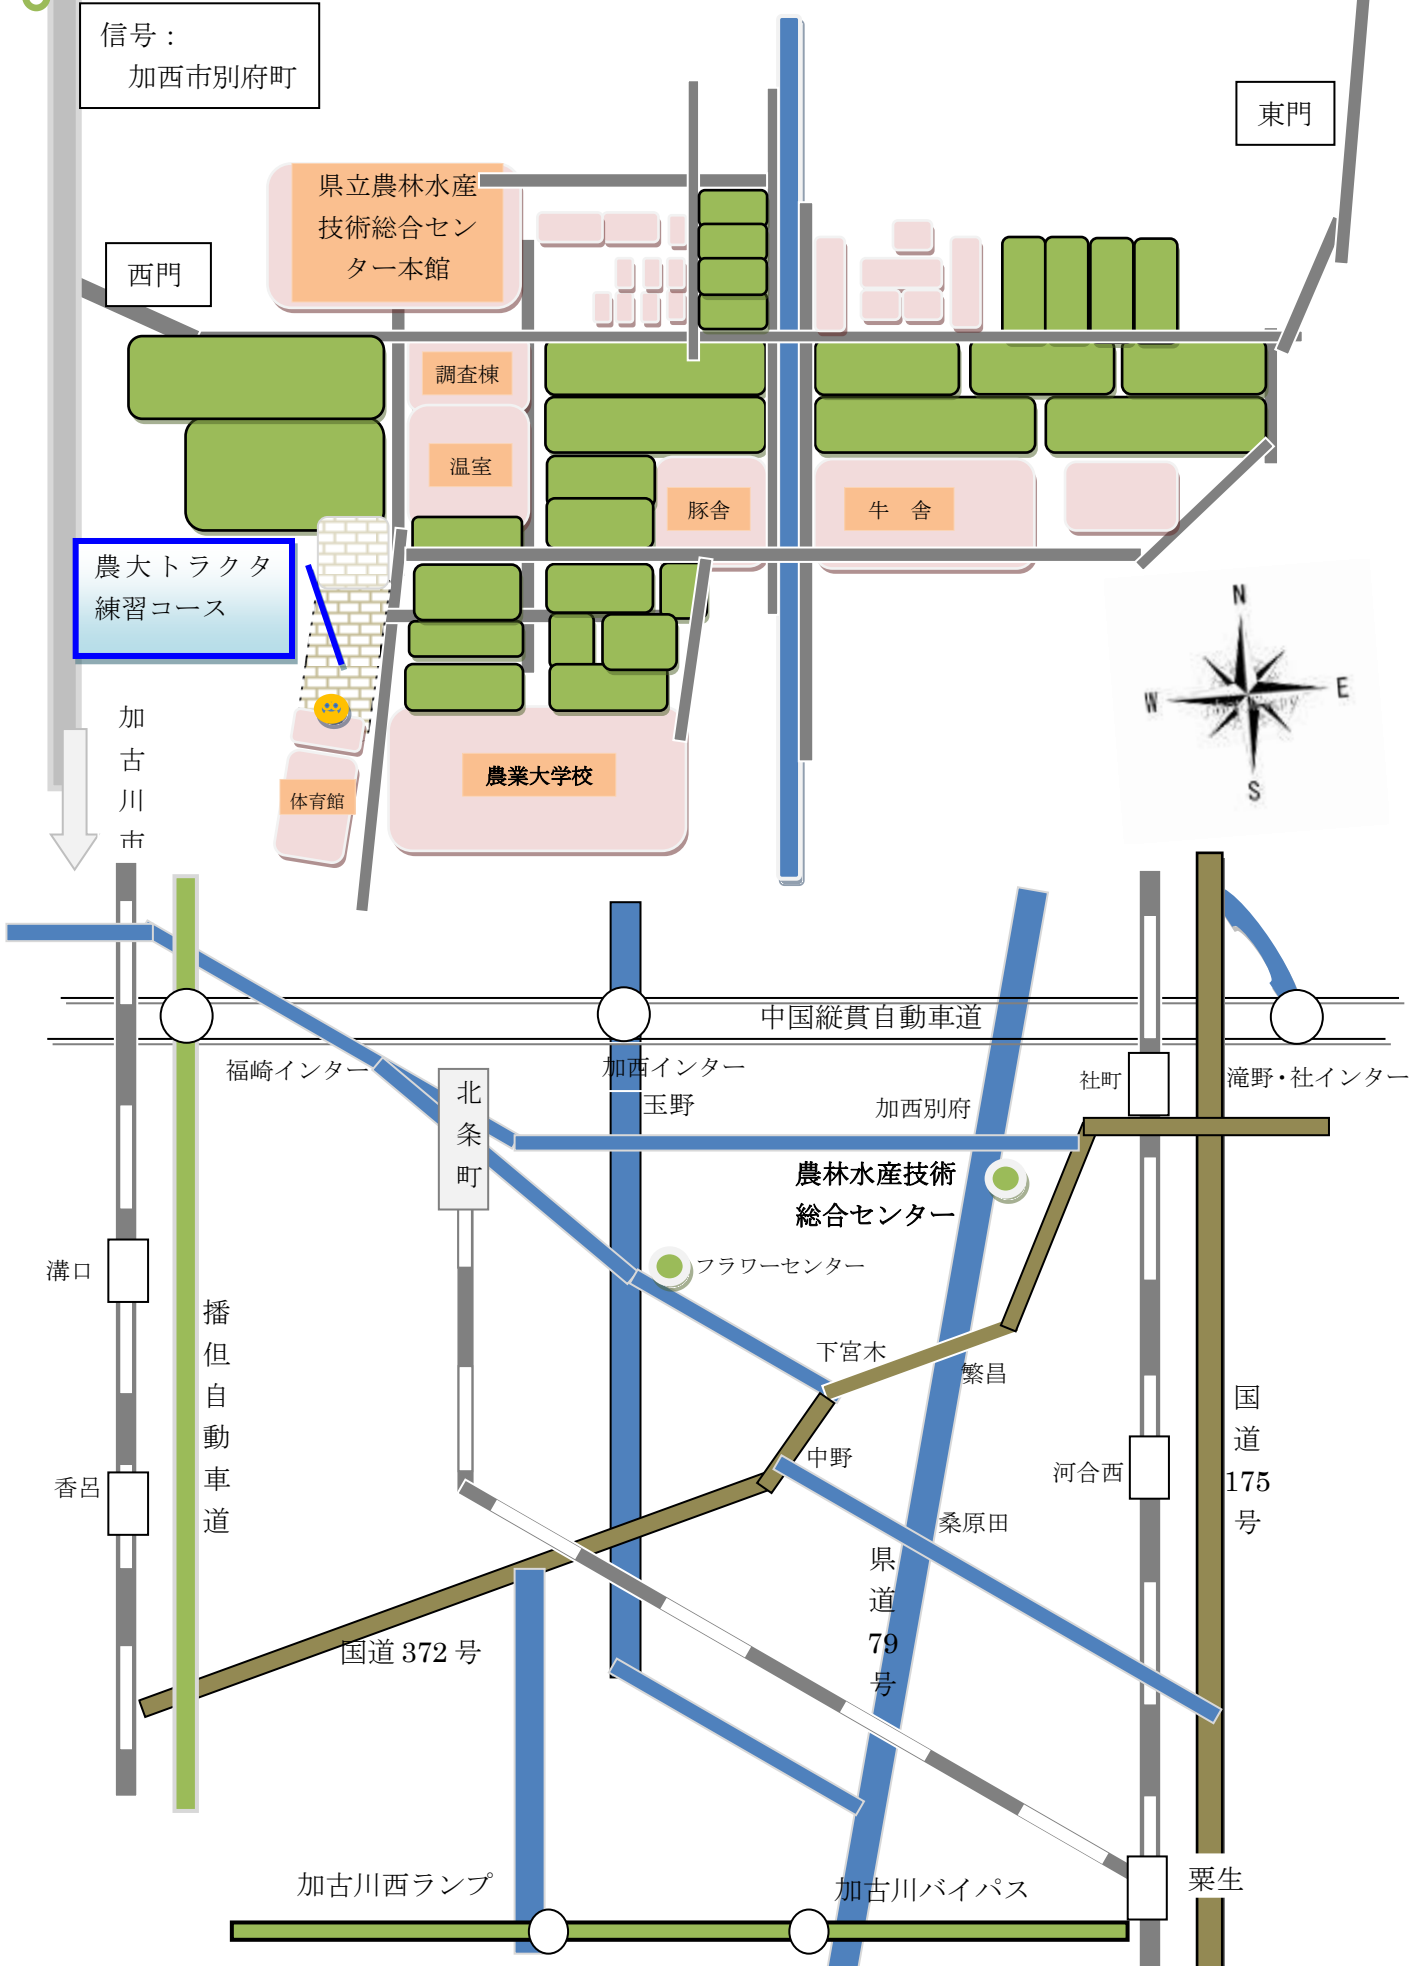 信号：
加西市別府町
東門
県立農林水産
技術総合セン
ター本館
西門
調査棟
温室
豚舎
牛　舎
農大トラクタ
練習コース
N
W
E
S
加古川市
農業大学校
体育館
中国縦貫自動車道
福崎インター
加西インター
玉野
社町
滝野・社インター
北条町
加西別府
農林水産技術
総合センター
フラワーセンター
溝口
播但自動車道
下宮木
繁昌
国道175号
中野
香呂
河合西
桑原田
県道79号
国道 372 号
加古川西ランプ
加古川バイパス
粟生